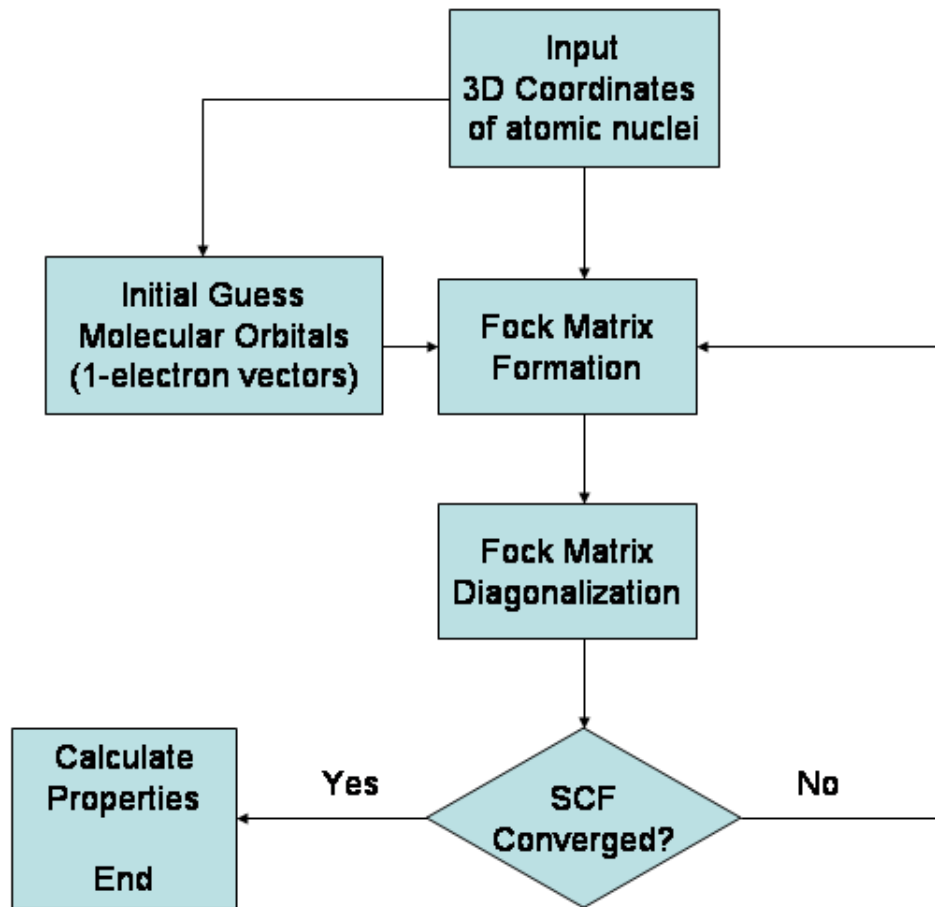 Input
3D Coordinates
of atomic nuclei
Initial Guess
Molecular Orbitals
(1-electron vectors)
Fock Matrix
Formation
Fock Matrix
Diagonalization
SCF
Converged?
Yes
No
Calculate
Properties
End